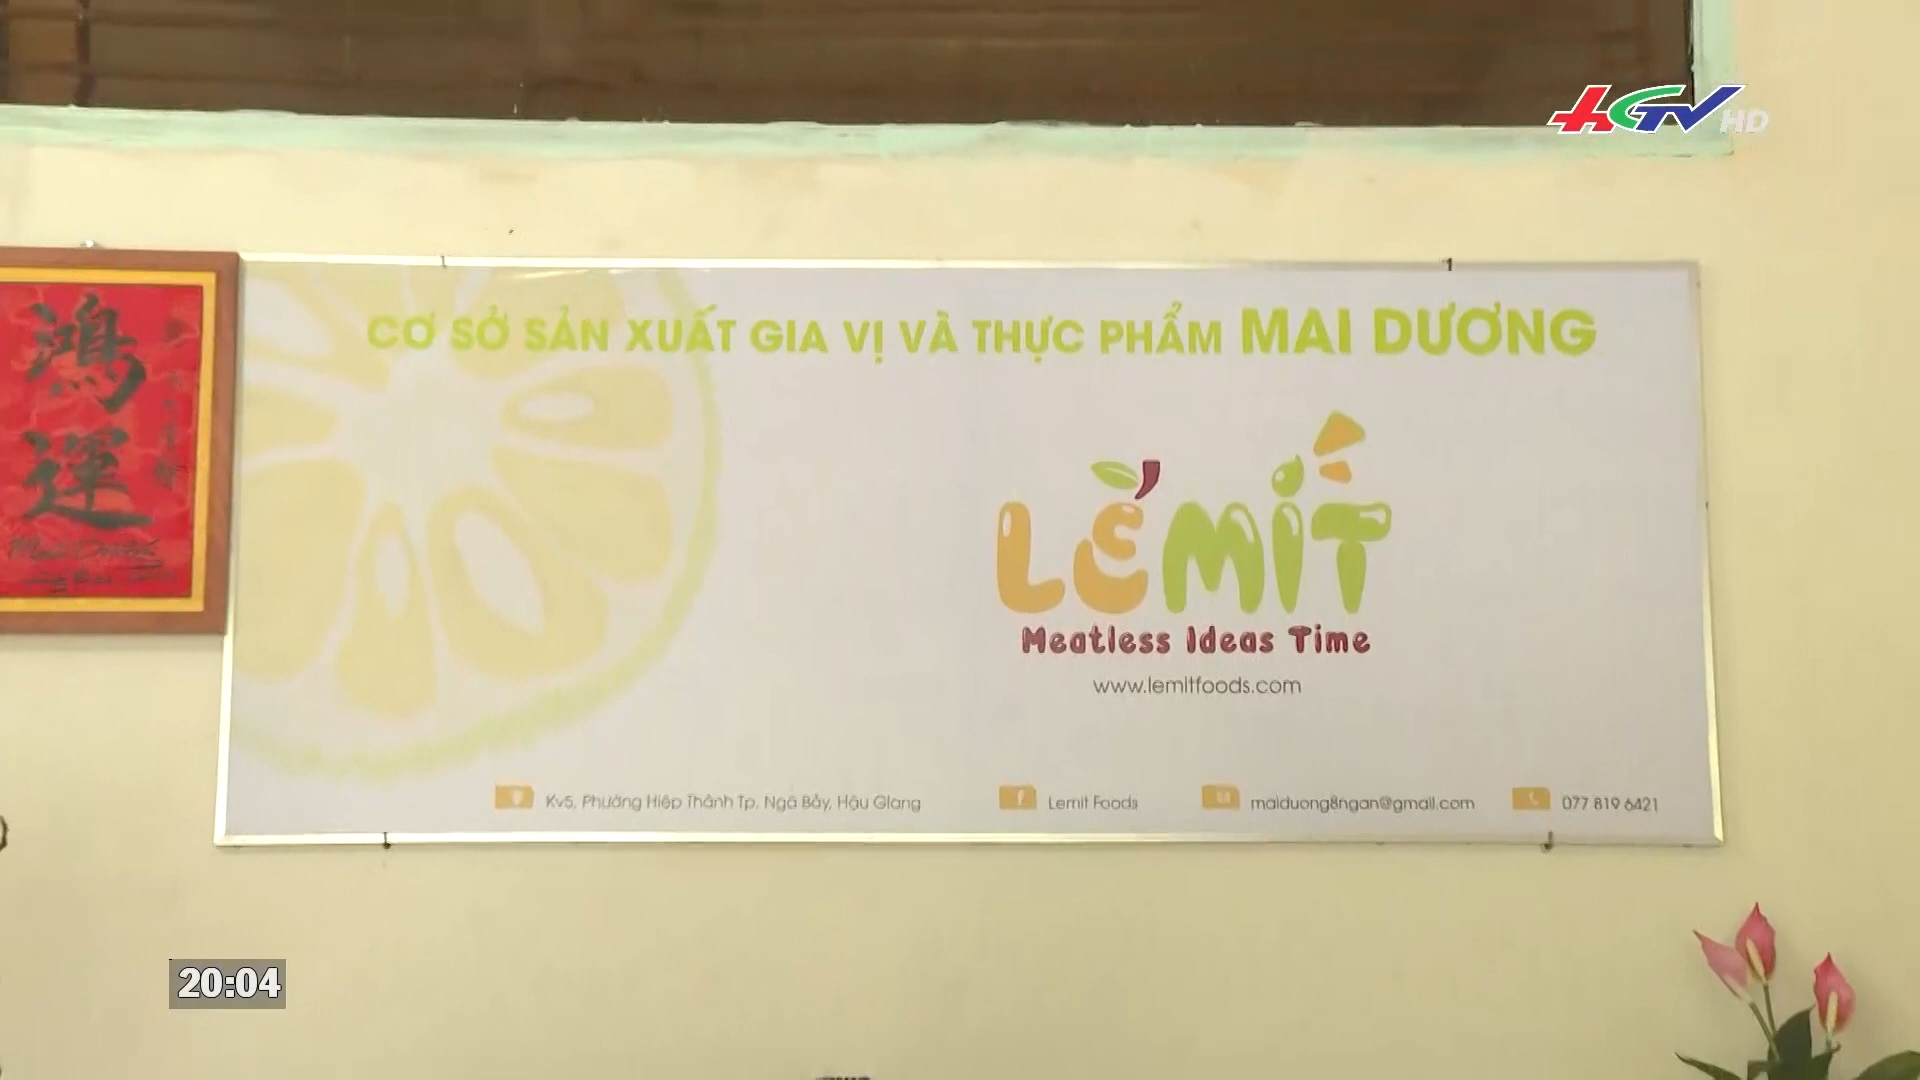 HGTV HD
鴻
運
CƠ SỞ SẢN XUẤT GIA VỊ VÀ THỰC PHẨM MAI DƯƠNG
LẺMÍT
Meatless Ideas Time
www.lemitfoods.com
Kv5, Phường Hiệp Thành Tp. Ngã Bảy, Hậu Giang
Lemit Foods
maiduong8ngan@gmail.com
077 819 6421
20:04